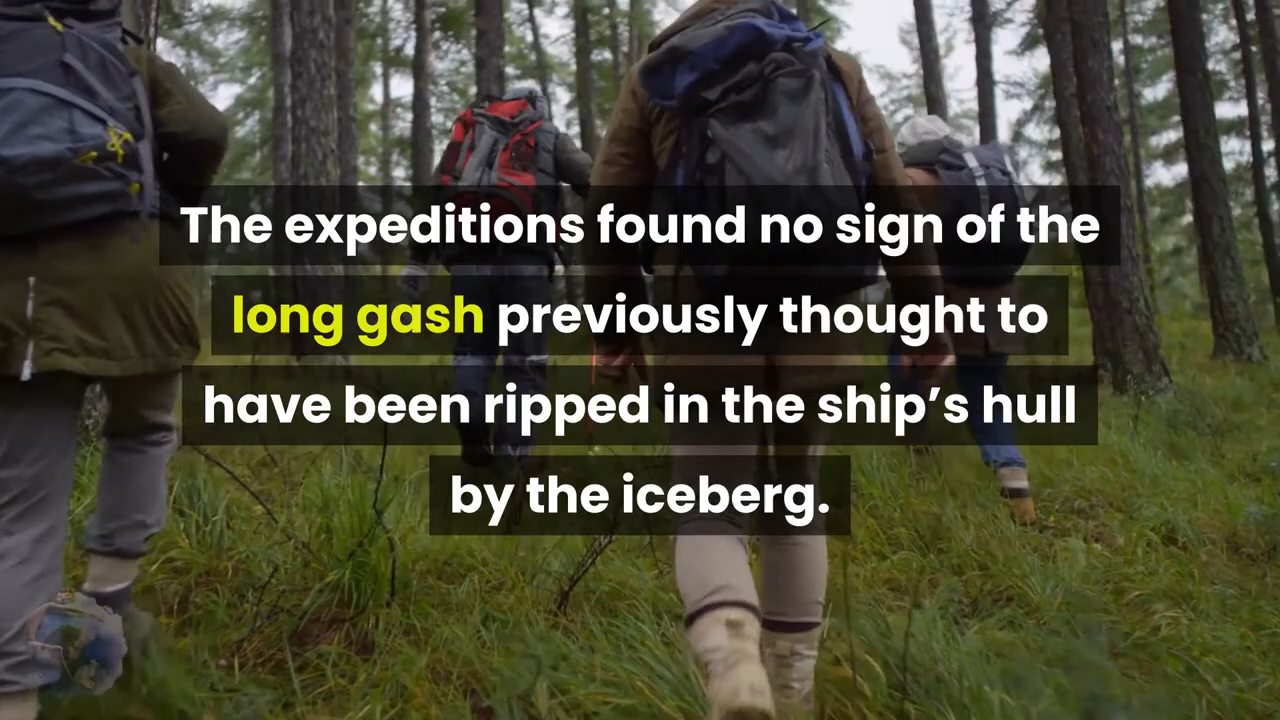 The expeditions found no sign of the
long gash previously thought to
have been ripped in the ship’s hull
by the iceberg.